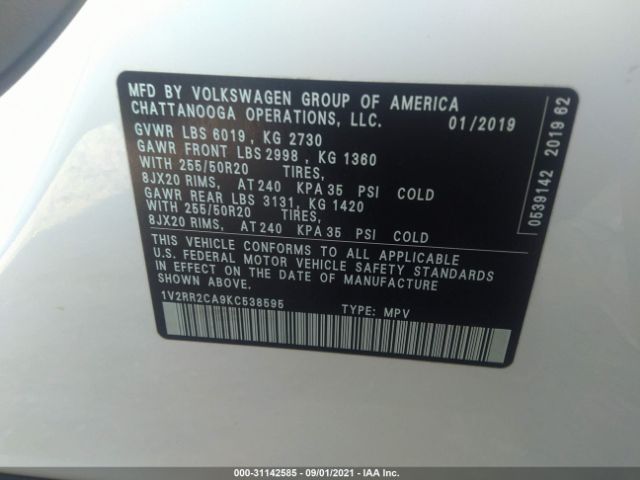 MFD BY VOLKSWAGEN GROUP OF AMERICA
CHATTANOOGA OPERATIONS, LLC. 01/2019
GVWR LBS 6019, KG 2730
GAWR FRONT LBS 2998, KG 1360
WITH 255/50R20 TIRES,
8JX20 RIMS, AT 240 KPA 35 PSI COLD
GAWR REAR LBS 3131, KG 1420
WITH 255/50R20 TIRES,
8JX20 RIMS, AT 240 KPA 35 PSI COLD
THIS VEHICLE CONFORMS TO ALL APPLICABLE
U.S. FEDERAL MOTOR VEHICLE SAFETY STANDARDS
IN EFFECT ON THE DATE OF MANUFACTURE
SHOWN ABOVE.
1V2RR2CA9KC538595 TYPE: MPV
0539142 2019 62
000-31142585 - 09/01/2021 - IAA Inc.